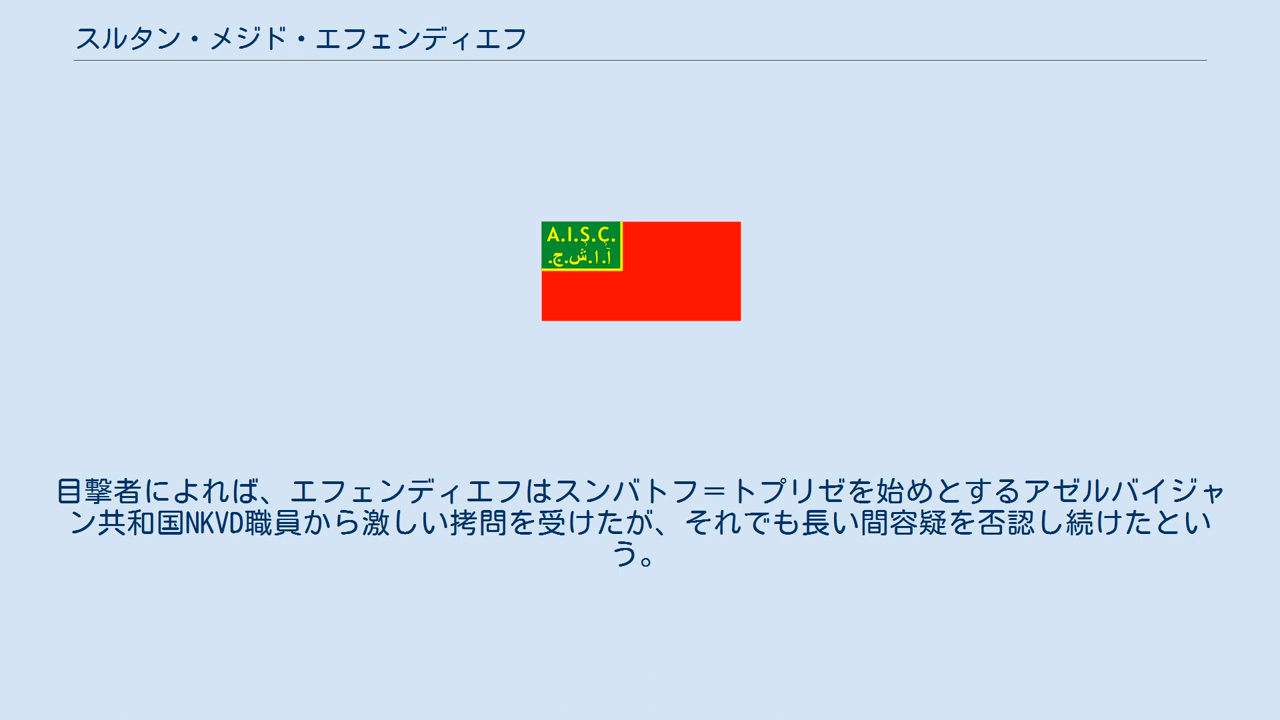 スルタン・メジド・エフェンディエフ
A.I.Ş.Ç.
آ.ا.ش.ج.
目撃者によれば、エフェンディエフはスンバトフ＝トプリゼを始めとするアゼルバイジャ
ン共和国NKVD職員から激しい拷問を受けたが、それでも長い間容疑を否認し続けたとい
う。